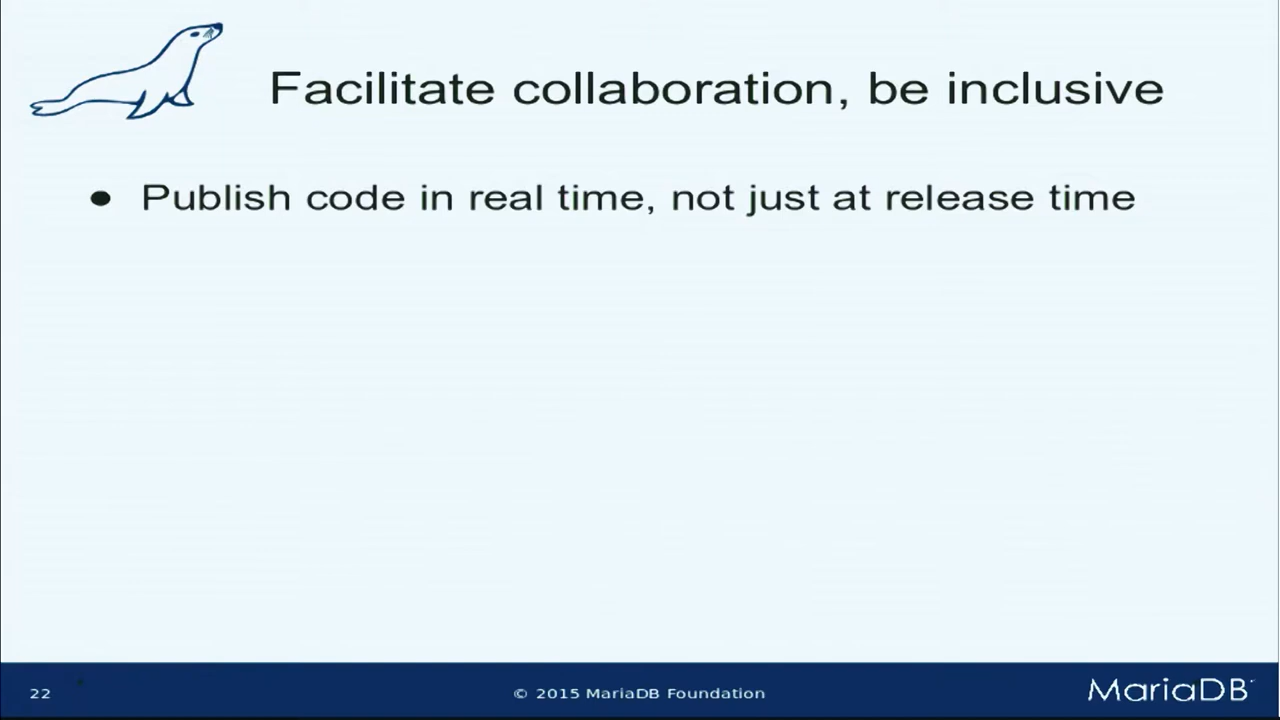 Facilitate collaboration, be inclusive
● Publish code in real time, not just at release time
22
© 2015 MariaDB Foundation
MariaDB